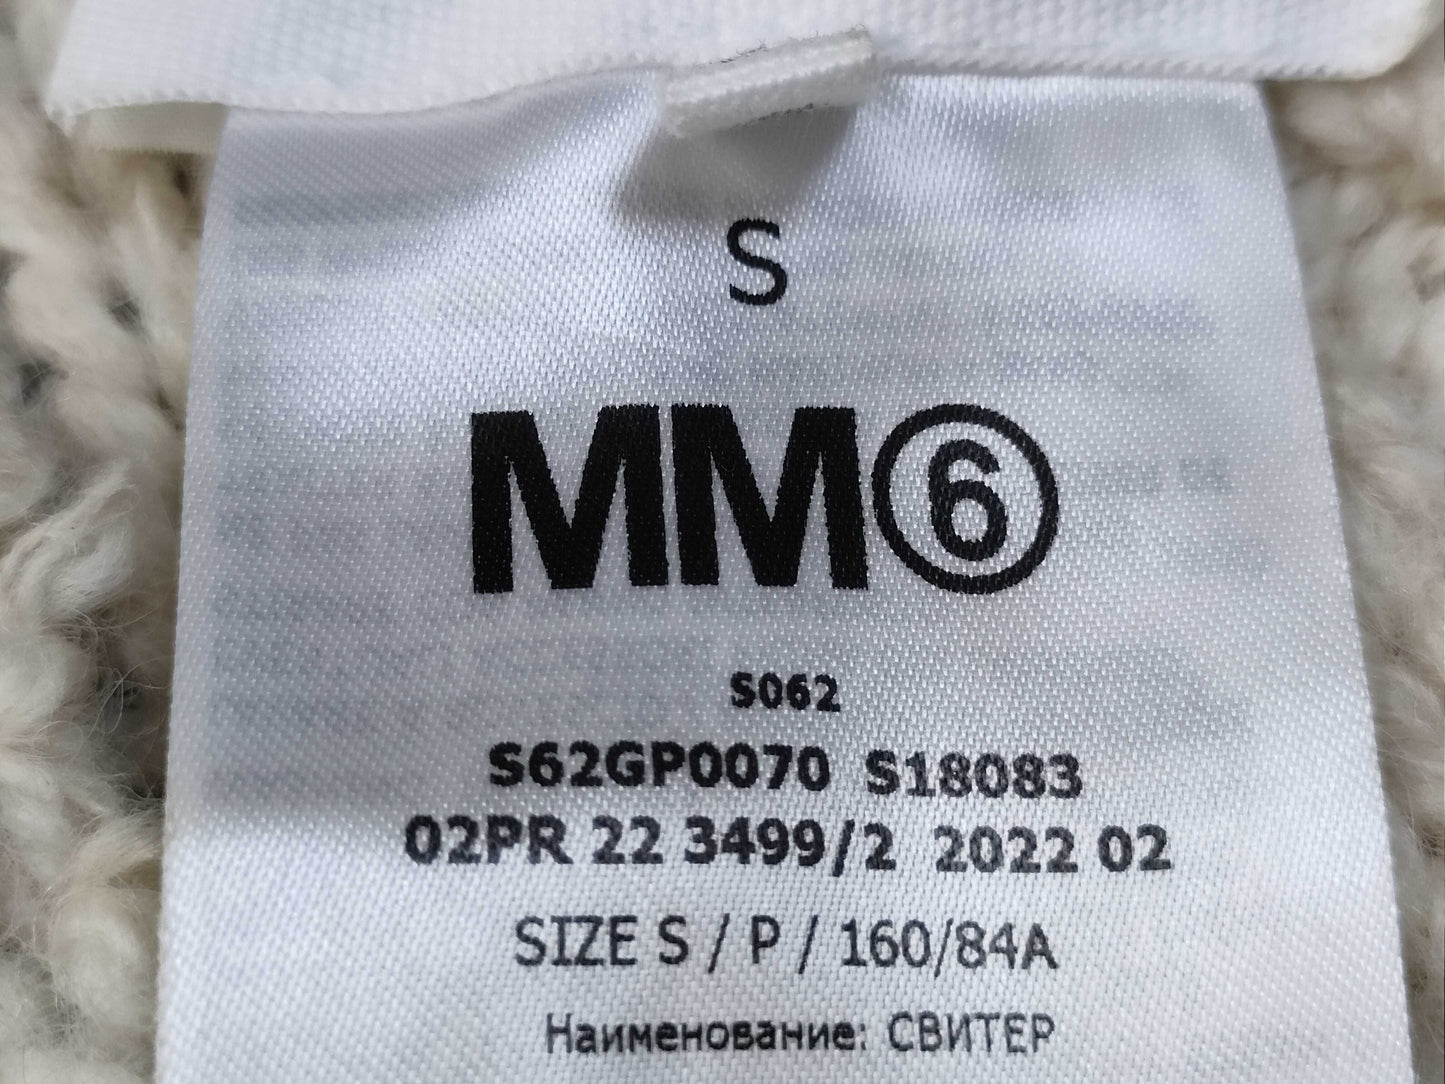 S
MM⑥
S062
S62GP0070 S18083
02PR 22 3499/2 2022 02
SIZE S / P / 160/84A
Наименование: СВИТЕР